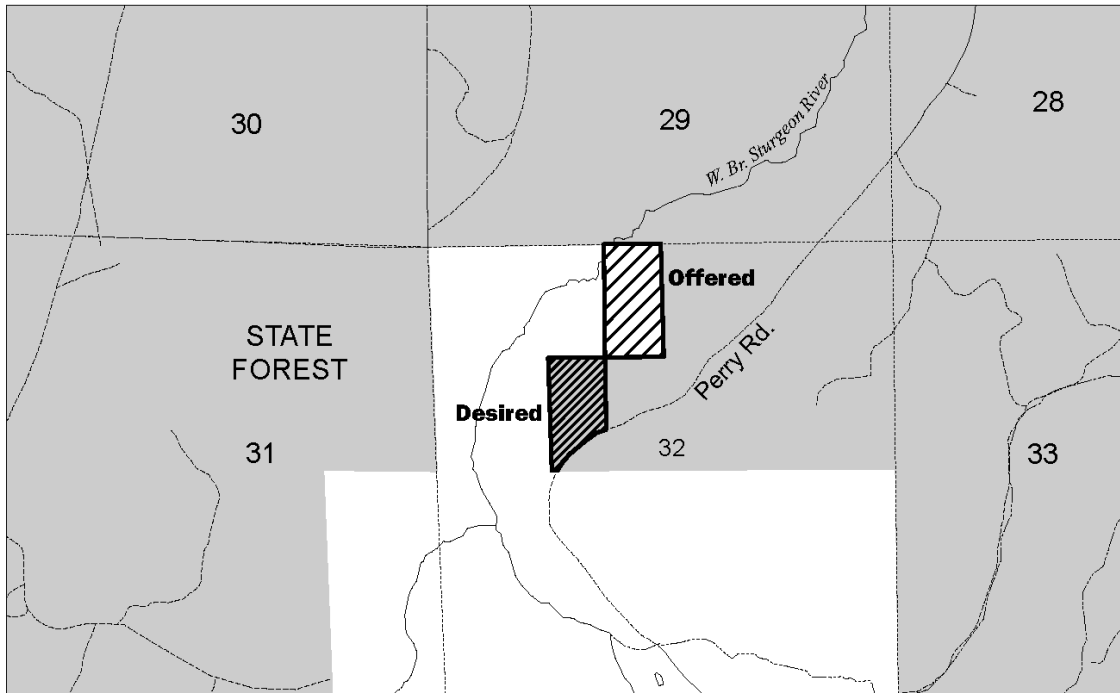 30
29
28
W. Br. Sturgeon River
Offered
STATE
FOREST
Perry Rd.
Desired
31
32
33